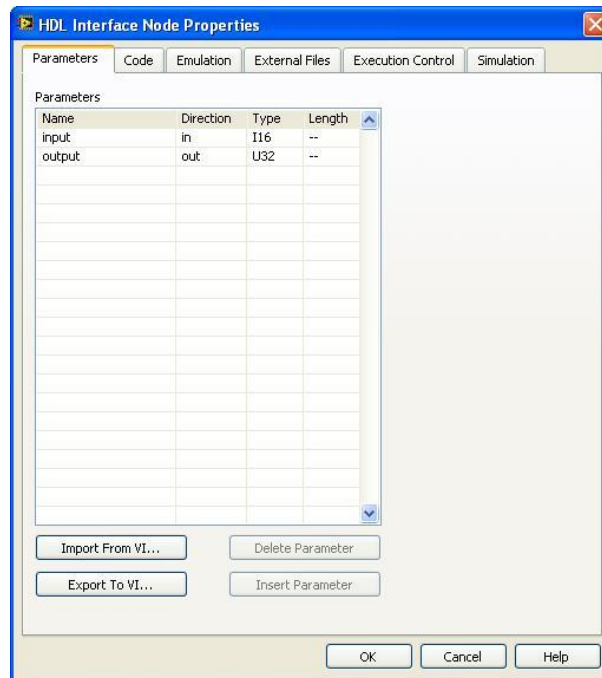 HDL Interface Node Properties
Parameters Code Emulation External Files Execution Control Simulation
Parameters
Name Direction Type Length
input in I16 --
output out U32 --
Import From VI... Delete Parameter
Export To VI... Insert Parameter
OK Cancel Help